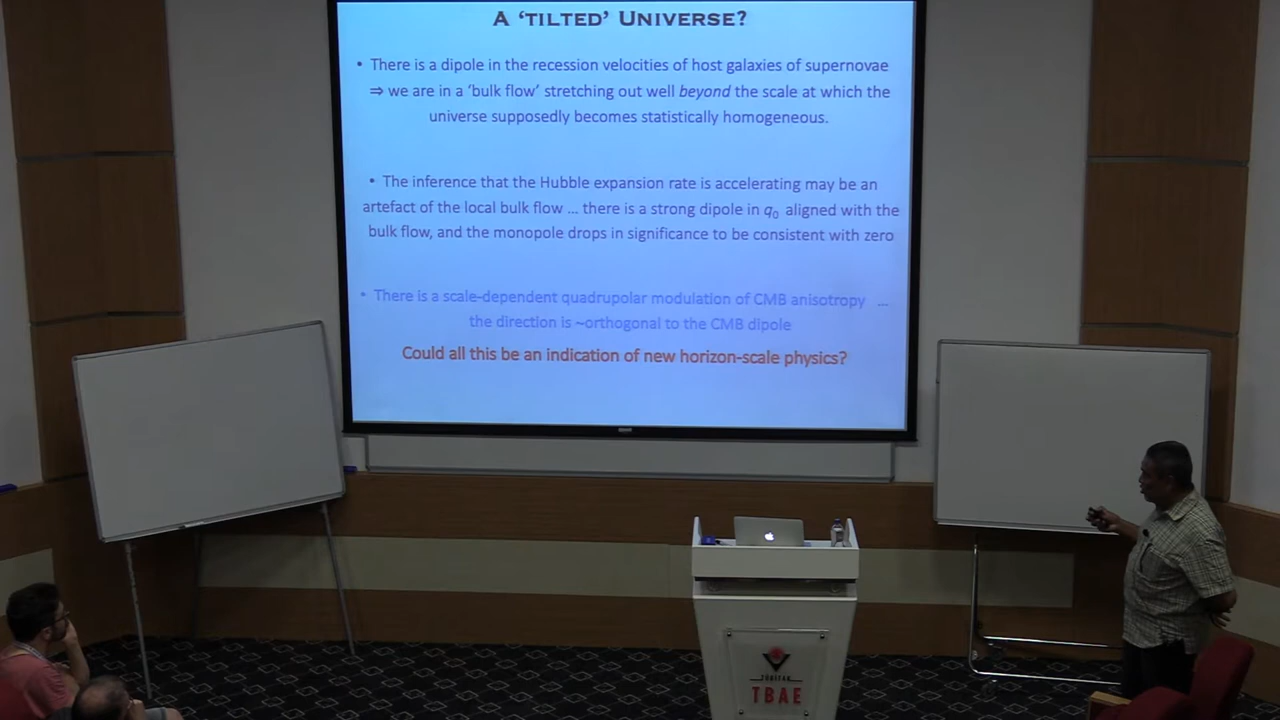 A ‘TILTED’ UNIVERSE?
• There is a dipole in the recession velocities of host galaxies of supernovae
⇒ we are in a ‘bulk flow’ stretching out well beyond the scale at which the
universe supposedly becomes statistically homogeneous.
• The inference that the Hubble expansion rate is accelerating may be an
artefact of the local bulk flow ... there is a strong dipole in q₀ aligned with the
bulk flow, and the monopole drops in significance to be consistent with zero
• There is a scale-dependent quadrupolar modulation of CMB anisotropy ...
the direction is ~orthogonal to the CMB dipole
Could all this be an indication of new horizon-scale physics?
TBAE